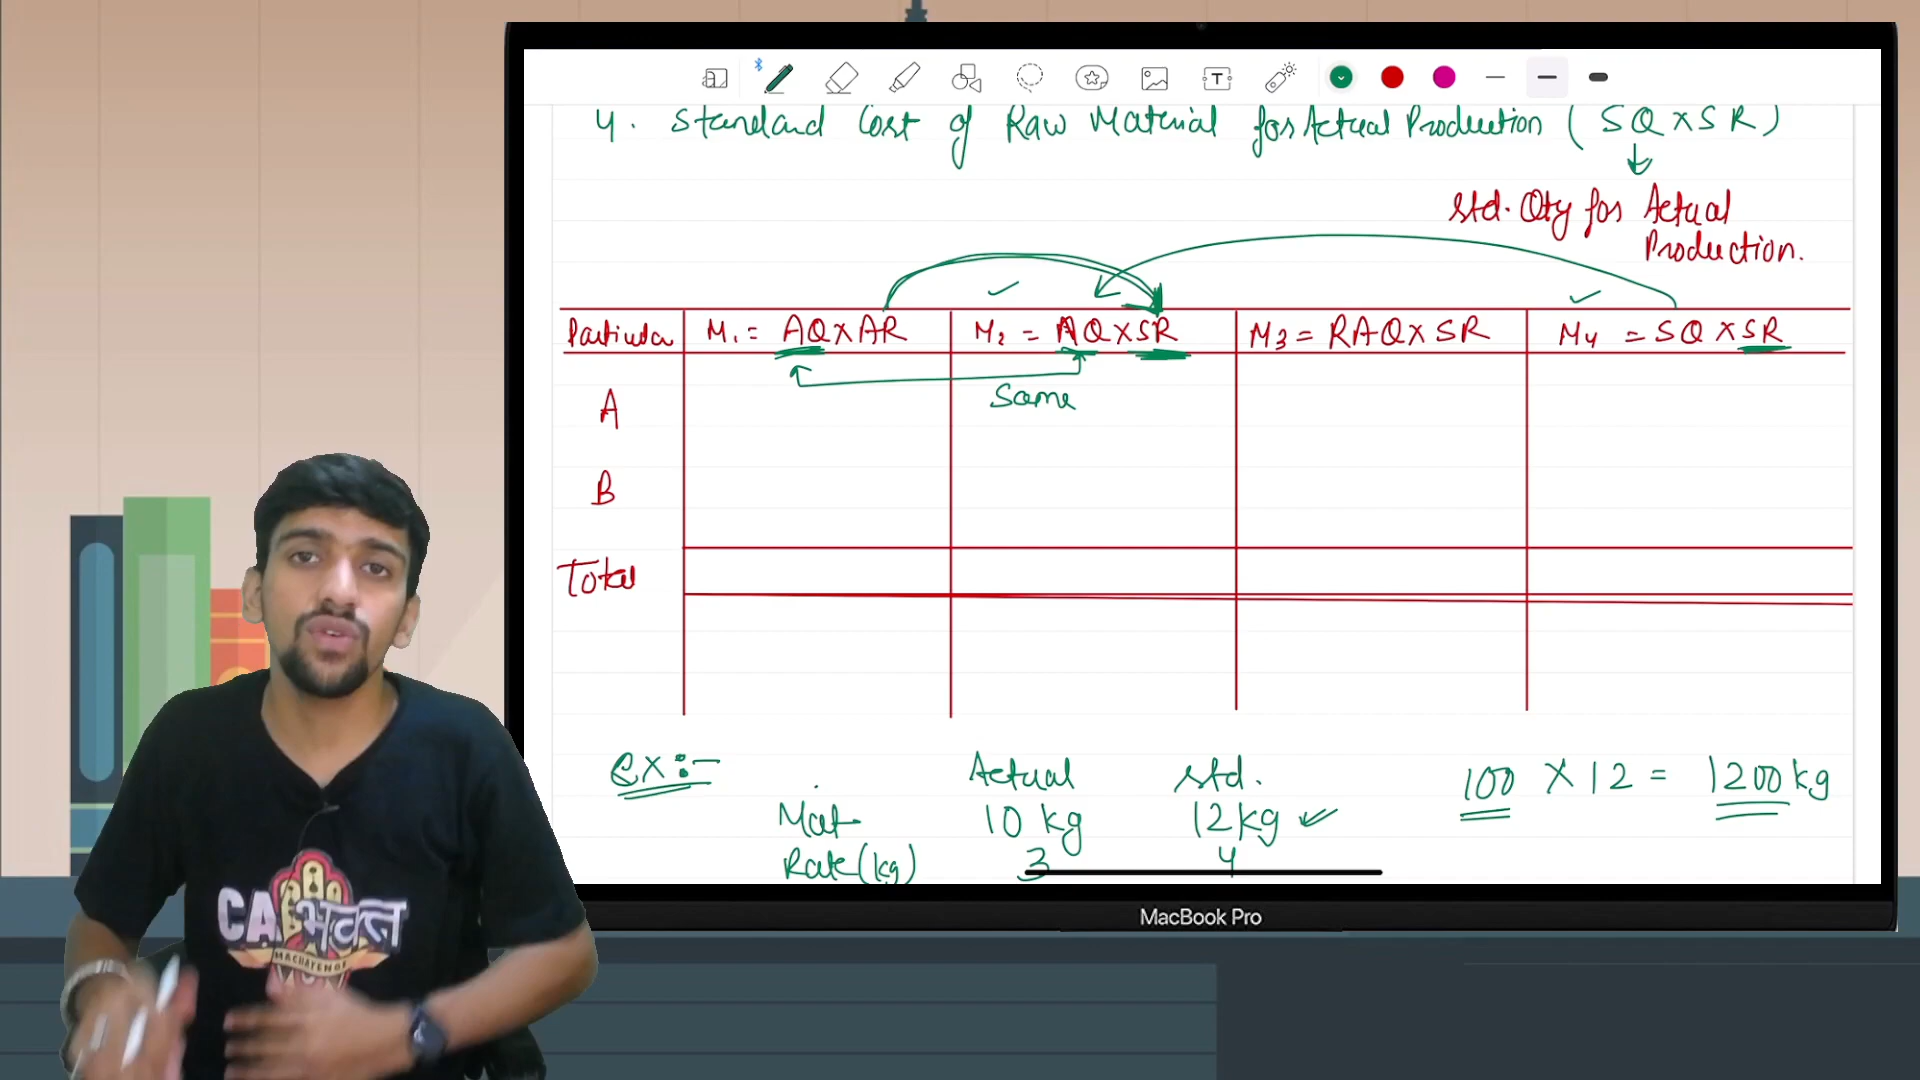 4. Standard Cost of Raw Material for Actual Production ( SQ X SR )
Std. Qty for Actual
Production.
Particular M1 = AQ X AR M2 = AQ X SR M3 = RAQ X SR M4 = SQ X SR
Same
A
B
Total
ex :- Actual Std. 100 X 12 = 1200 kg
Mat 10 kg 12 kg
Rate (kg) 3 4
MacBook Pro
CA भक्त